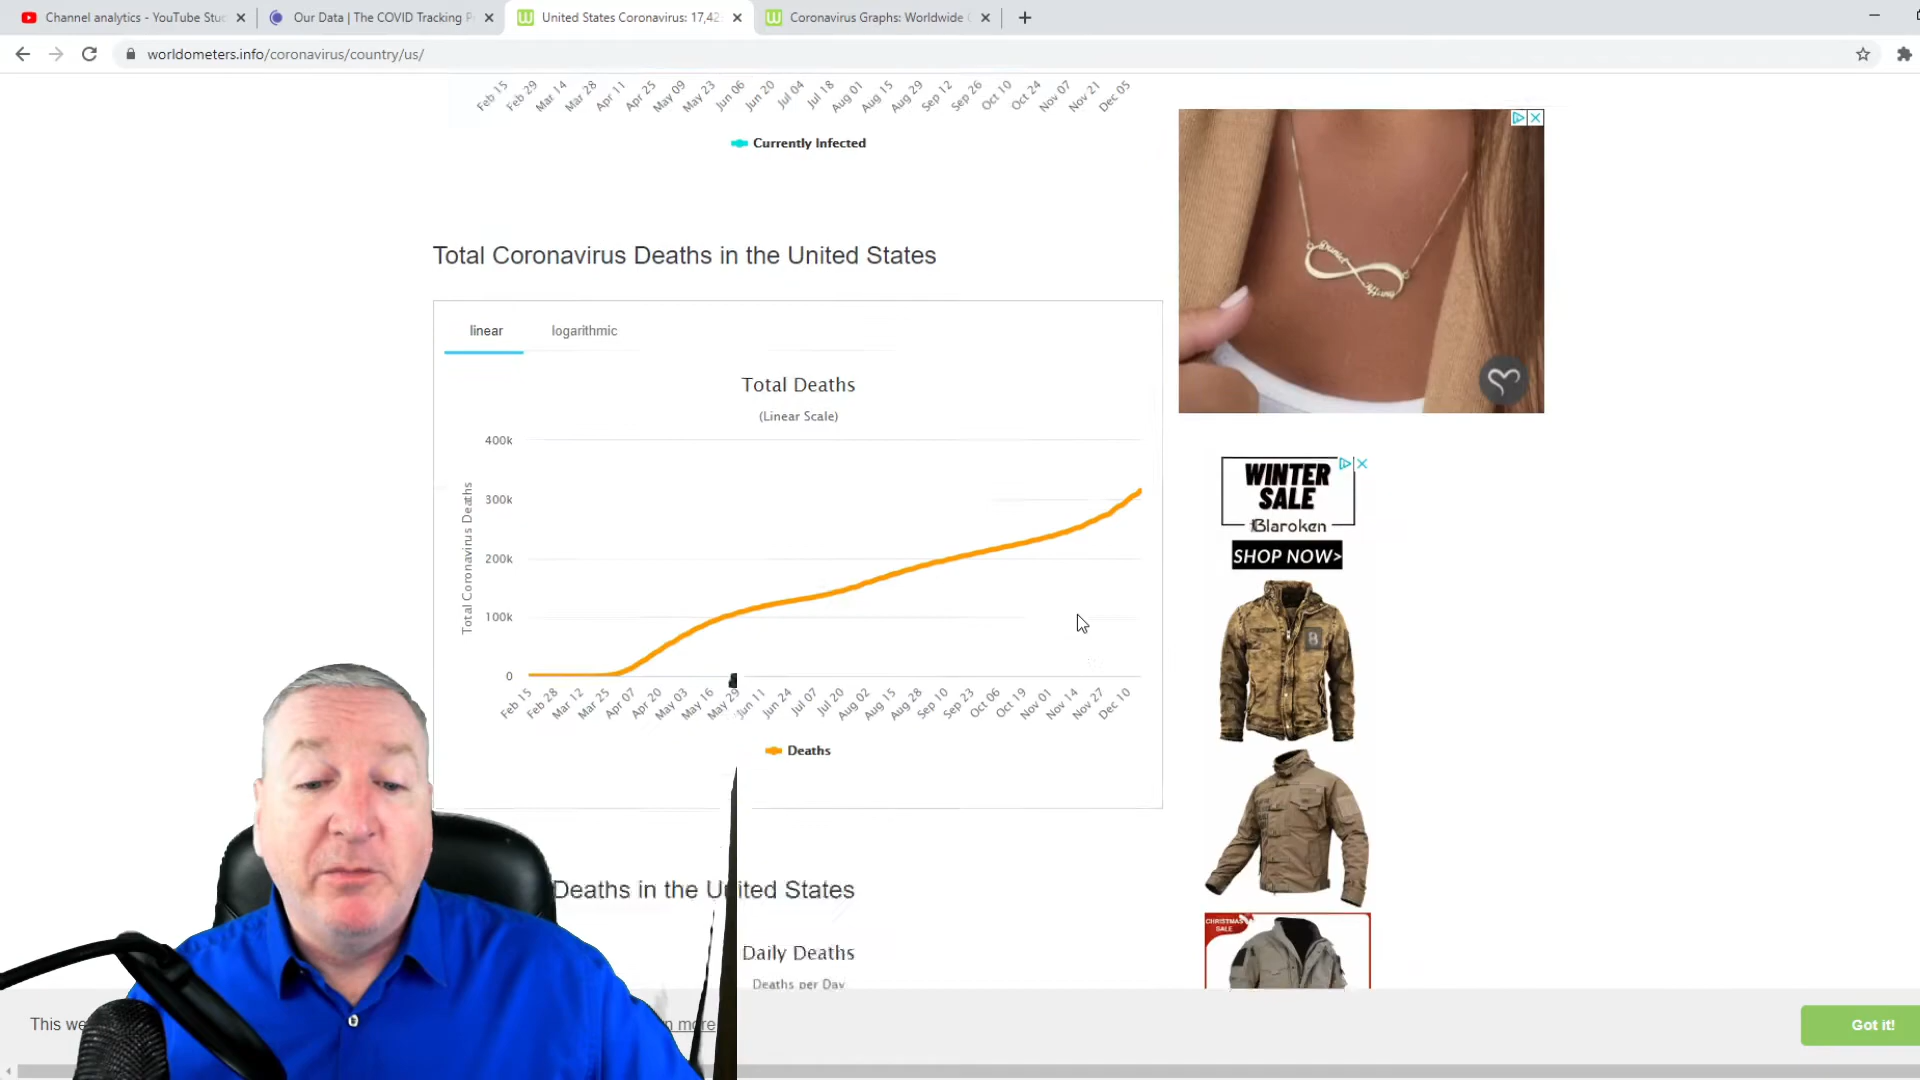 Channel analytics - YouTube Stu
Our Data | The COVID Tracking P
United States Coronavirus: 17,42
Coronavirus Graphs: Worldwide
worldometers.info/coronavirus/country/us/
Feb 15 Feb 29 Mar 14 Mar 28 Apr 11 Apr 25 May 09 May 23 Jun 06 Jun 20 Jul 04 Jul 18 Aug 01 Aug 15 Aug 29 Sep 12 Sep 26 Oct 10 Oct 24 Nov 07 Nov 21 Dec 05
Currently Infected
Total Coronavirus Deaths in the United States
linear logarithmic
Total Deaths
(Linear Scale)
Total Coronavirus Deaths
400k
300k
200k
100k
0
Feb 15 Feb 28 Mar 12 Mar 25 Apr 07 Apr 20 May 03 May 16 May 29 Jun 11 Jun 24 Jul 07 Jul 20 Aug 02 Aug 15 Aug 28 Sep 10 Sep 23 Oct 06 Oct 19 Nov 01 Nov 14 Nov 27 Dec 10
Deaths
Deaths in the United States
Daily Deaths
Deaths per Day
WINTER
SALE
Blaroken
SHOP NOW>
CHRISTMAS
SALE
This we
n more
Got it!